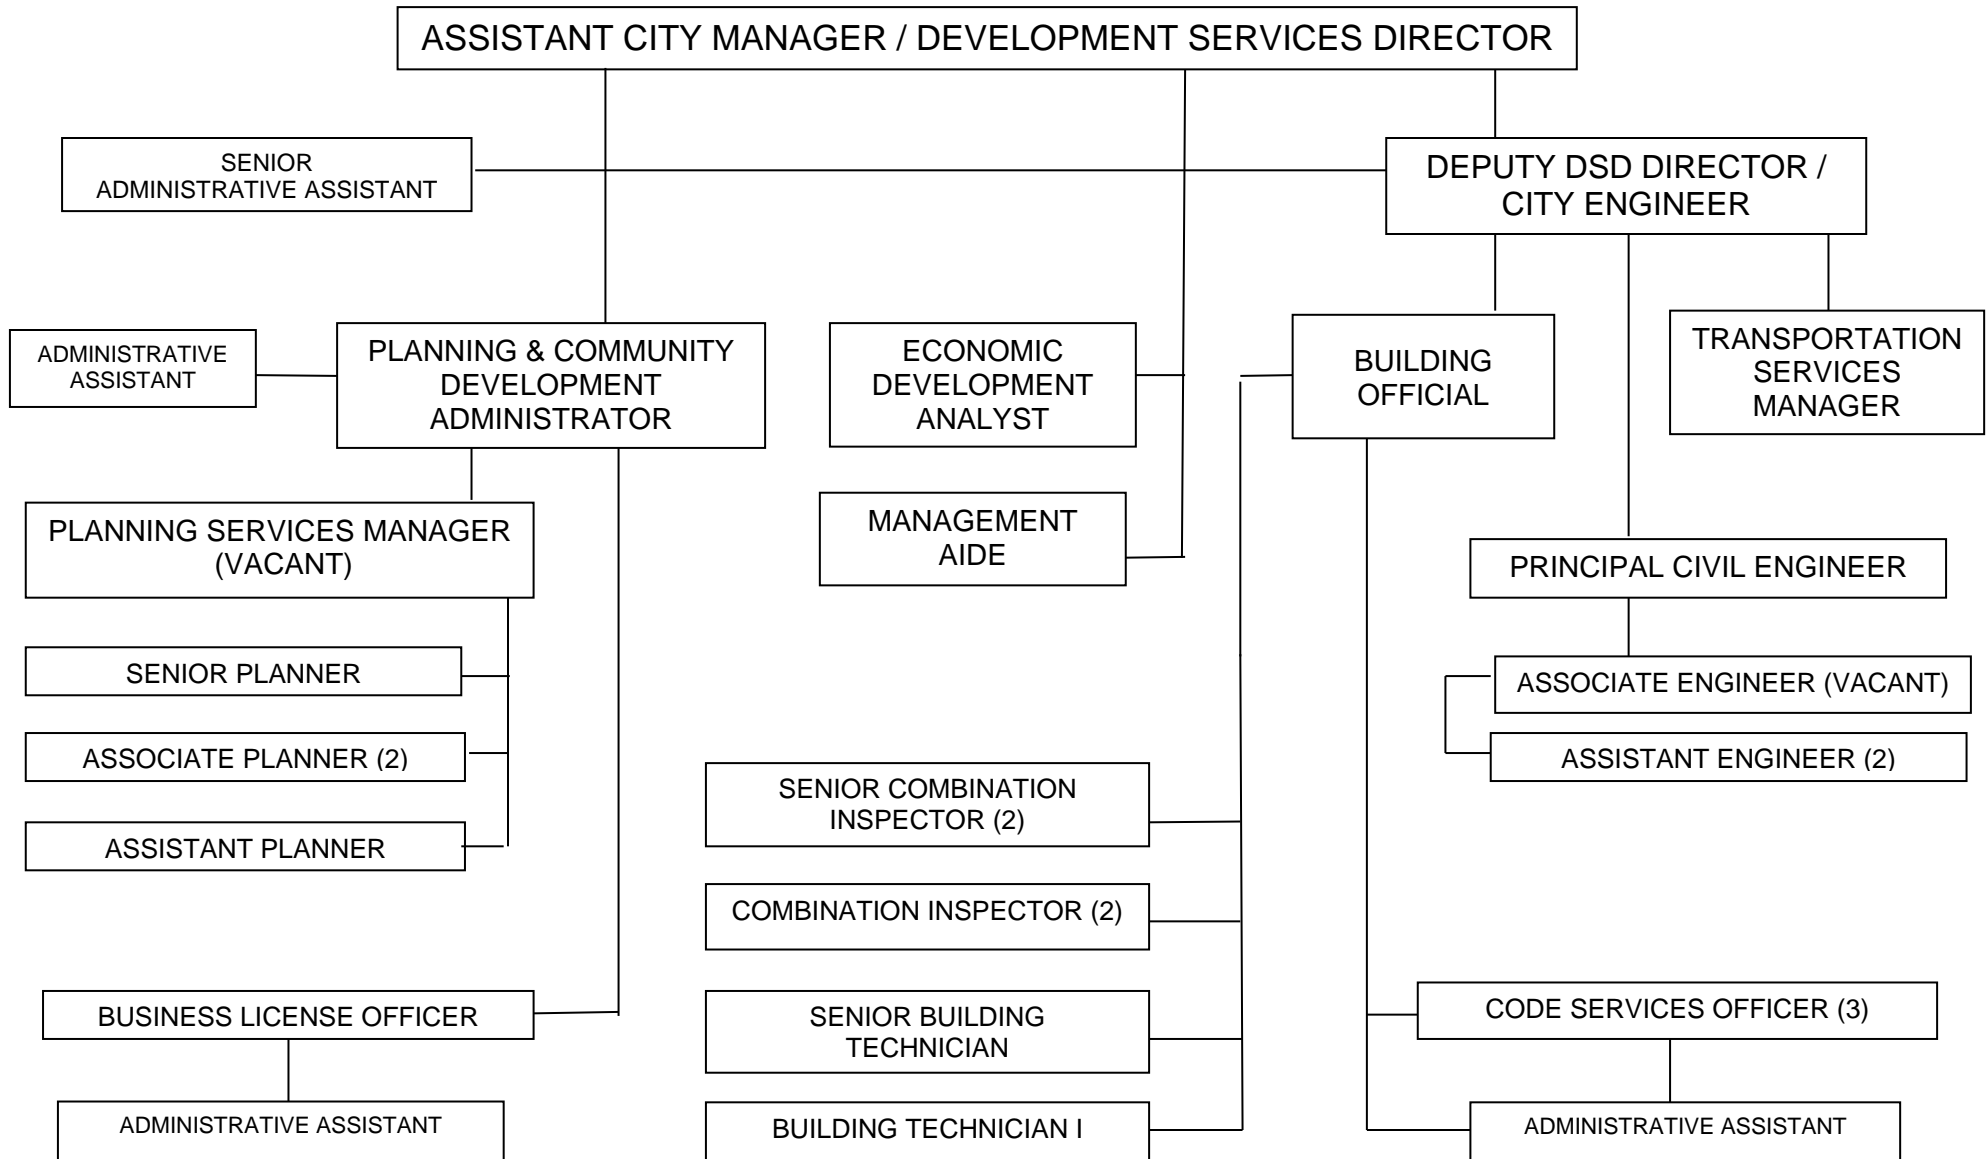 ASSISTANT CITY MANAGER / DEVELOPMENT SERVICES DIRECTOR
SENIOR
ADMINISTRATIVE ASSISTANT
DEPUTY DSD DIRECTOR /
CITY ENGINEER
ADMINISTRATIVE
ASSISTANT
PLANNING & COMMUNITY
DEVELOPMENT
ADMINISTRATOR
ECONOMIC
DEVELOPMENT
ANALYST
BUILDING
OFFICIAL
TRANSPORTATION
SERVICES
MANAGER
PLANNING SERVICES MANAGER
(VACANT)
MANAGEMENT
AIDE
PRINCIPAL CIVIL ENGINEER
SENIOR PLANNER
ASSOCIATE ENGINEER (VACANT)
ASSOCIATE PLANNER (2)
ASSISTANT ENGINEER (2)
SENIOR COMBINATION
INSPECTOR (2)
ASSISTANT PLANNER
COMBINATION INSPECTOR (2)
BUSINESS LICENSE OFFICER
SENIOR BUILDING
TECHNICIAN
CODE SERVICES OFFICER (3)
ADMINISTRATIVE ASSISTANT
BUILDING TECHNICIAN I
ADMINISTRATIVE ASSISTANT